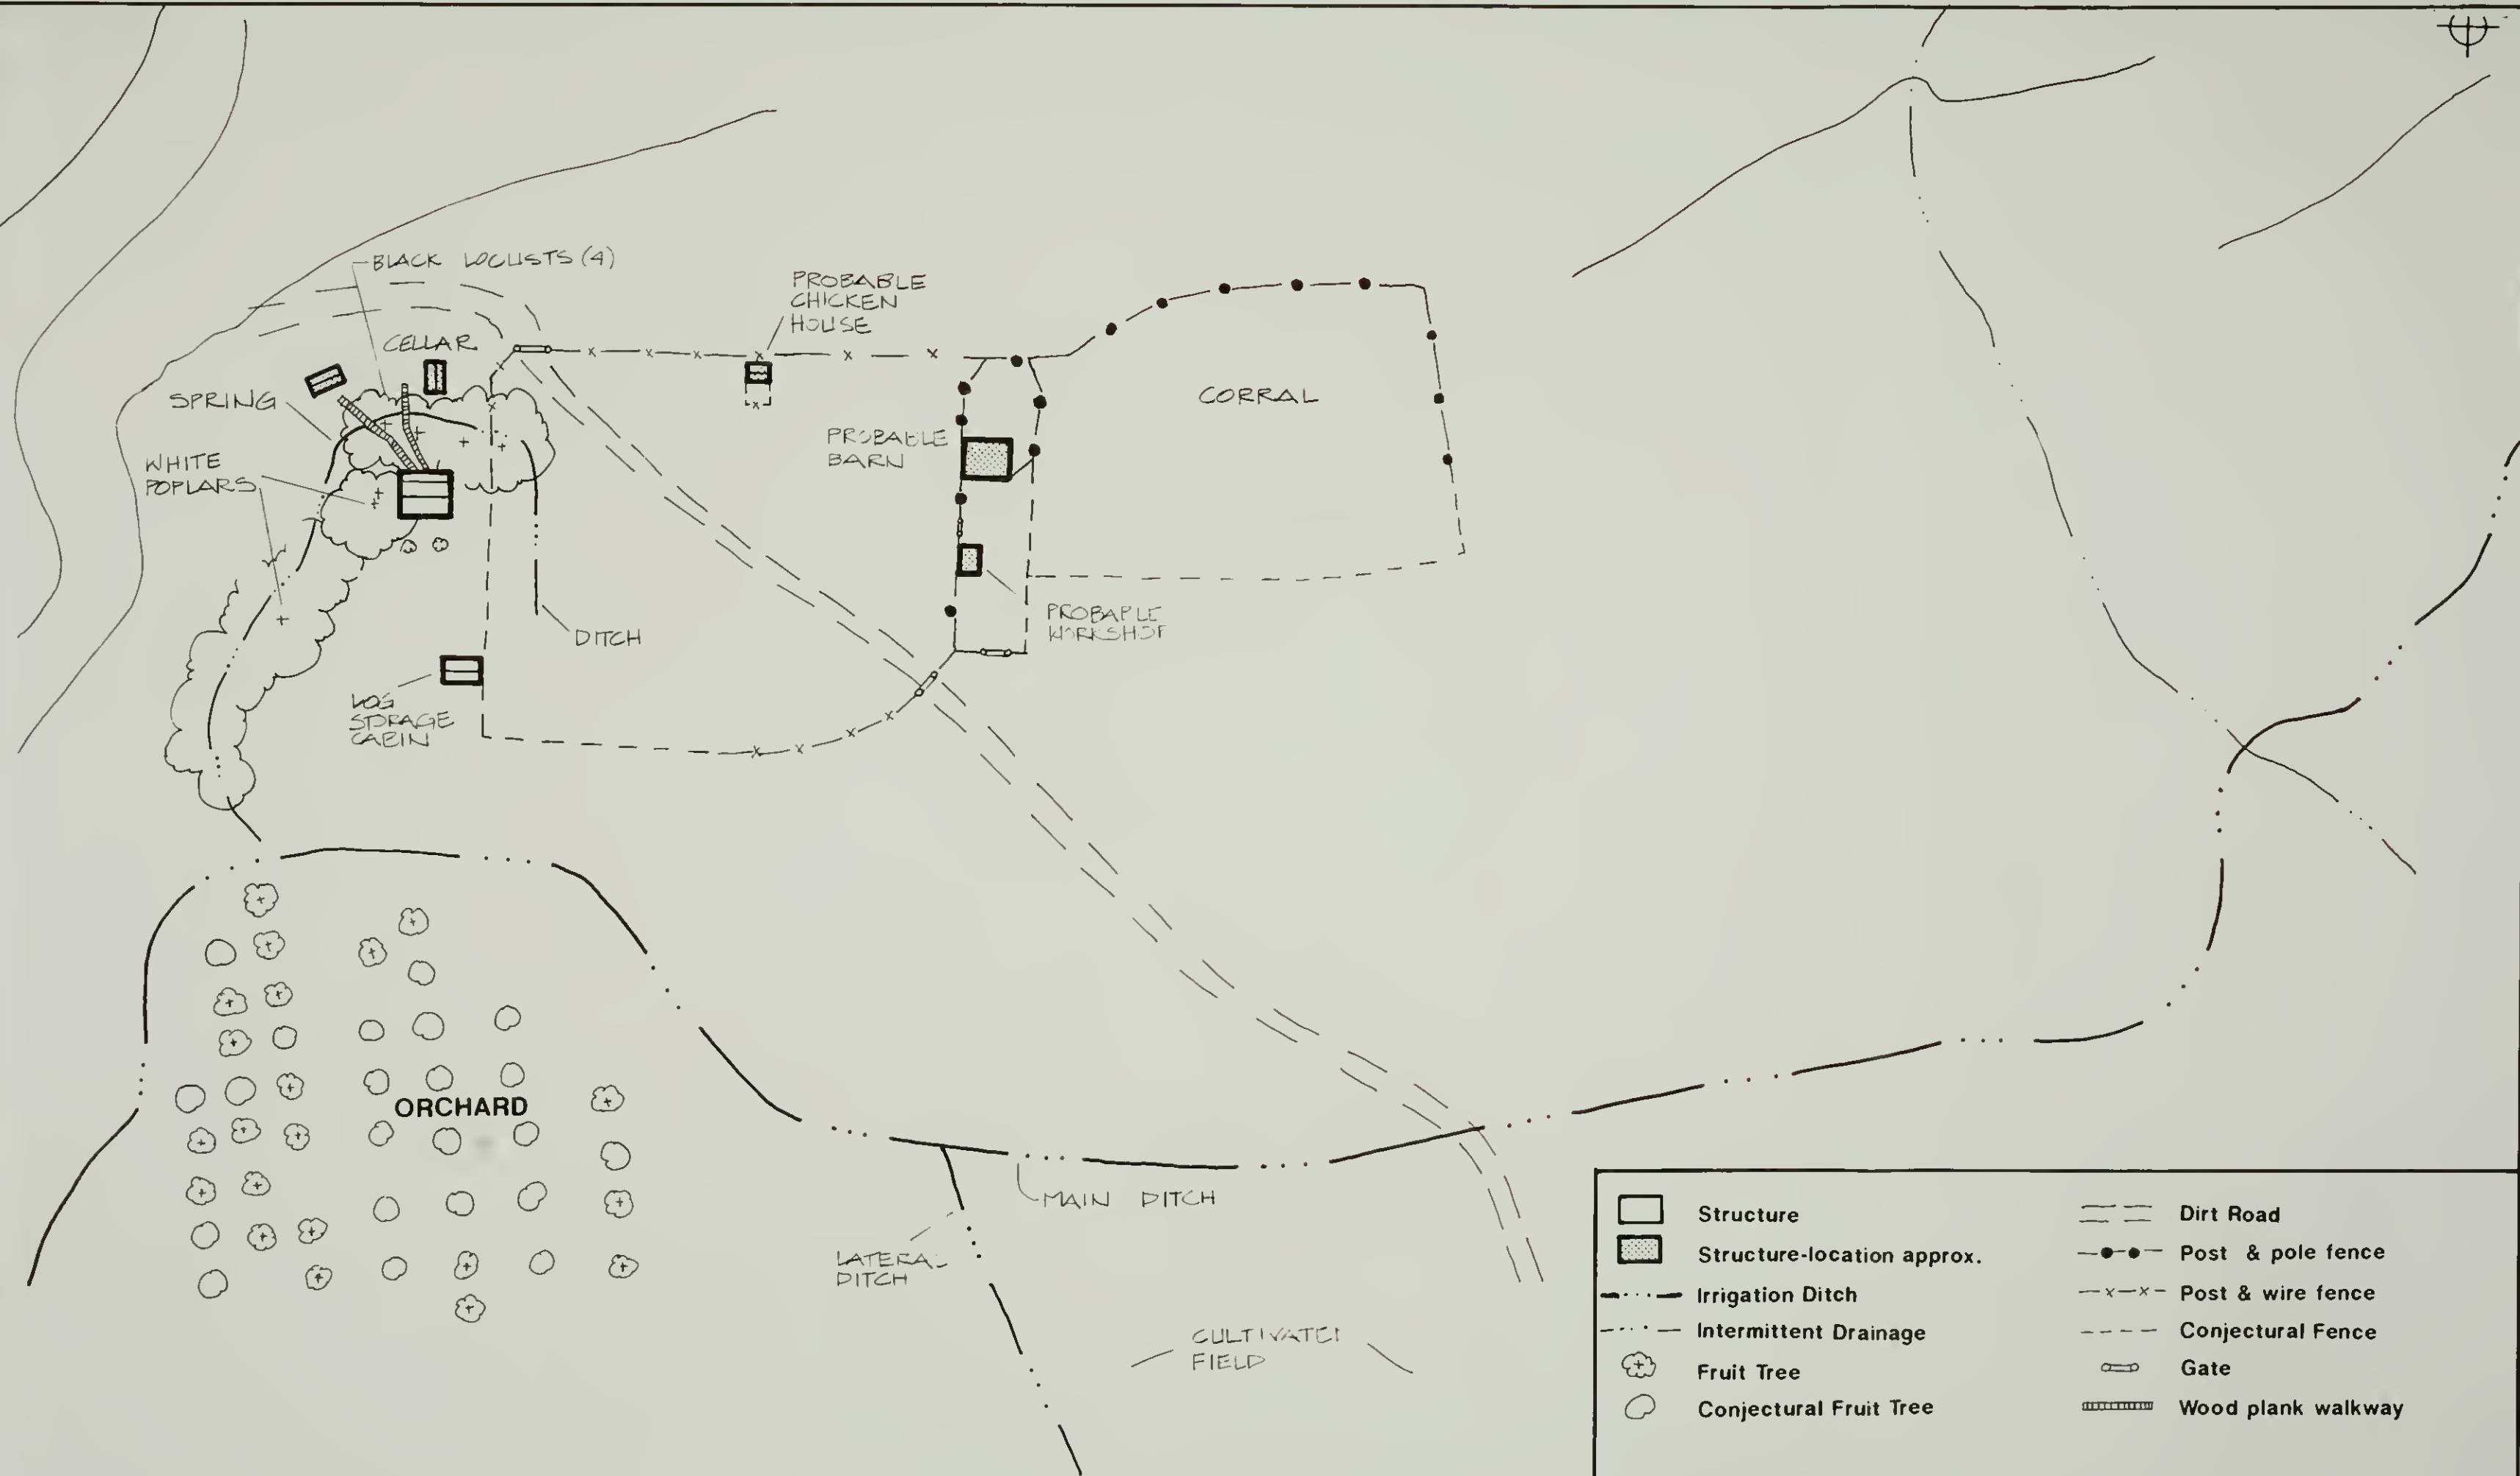 BLACK LOCUSTS (4)
PROBABLE
CHICKEN
HOUSE
CELLAR
SPRING
CORRAL
PROBABLE
BARN
WHITE
POPLARS
PROBABLE
WORKSHOP
DITCH
LOG
STORAGE
CABIN
ORCHARD
MAIN DITCH
LATERAL
DITCH
CULTIVATED
FIELD
Structure
Structure-location approx.
Irrigation Ditch
Intermittent Drainage
Fruit Tree
Conjectural Fruit Tree
Dirt Road
Post & pole fence
Post & wire fence
Conjectural Fence
Gate
Wood plank walkway